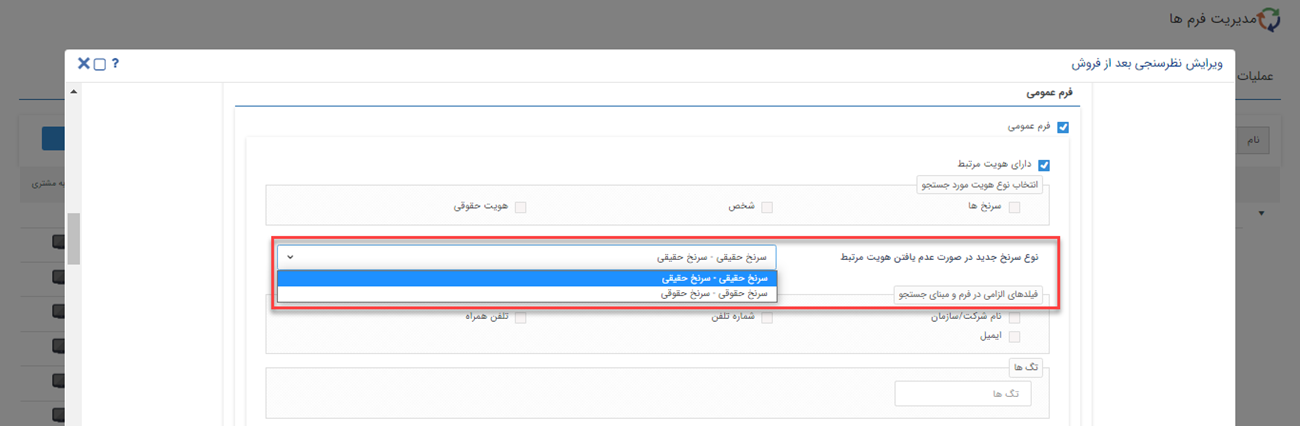 مدیریت فرم ها
ویرایش نظرسنجی بعد از فروش
?
عملیات
فرم عمومی
فرم عمومی
نام
دارای هویت مرتبط
به مشتری
انتخاب نوع هویت مورد جستجو
سرنخ ها
شخص
هویت حقوقی
نوع سرنخ جدید در صورت عدم یافتن هویت مرتبط
سرنخ حقیقی - سرنخ حقیقی
سرنخ حقیقی - سرنخ حقیقی
سرنخ حقوقی - سرنخ حقوقی
فیلدهای الزامی در فرم و مبنای جستجو
نام شرکت/سازمان
شماره تلفن
تلفن همراه
ایمیل
تگ ها
تگ ها